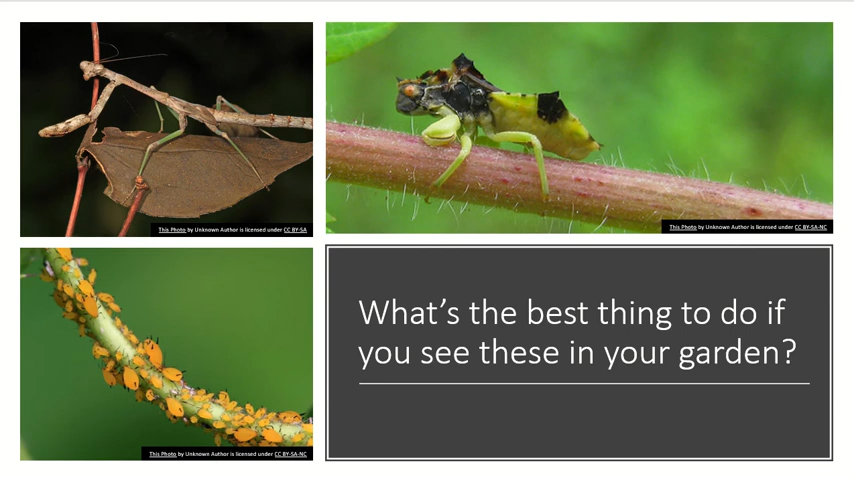 This Photo by Unknown Author is licensed under CC BY-SA
This Photo by Unknown Author is licensed under CC BY-SA-NC
What's the best thing to do if
you see these in your garden?
This Photo by Unknown Author is licensed under CC BY-SA-NC